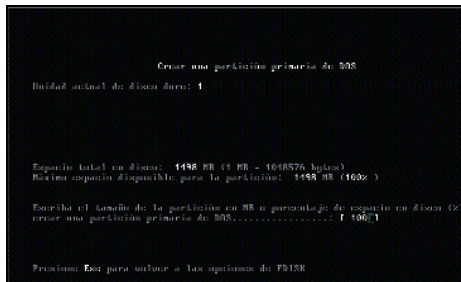 Crear una partición primaria de DOS
Unidad actual de disco duro: 1
Espacio total en disco: 1498 MB (1 MB = 1048576 bytes)
Máximo espacio disponible para la partición: 1498 MB (100% )
Escriba el tamaño de la partición en MB o porcentaje de espacio en disco (%)
crear una partición primaria de DOS.................: [ 100 ]
Presione Esc para volver a las opciones de FDISK